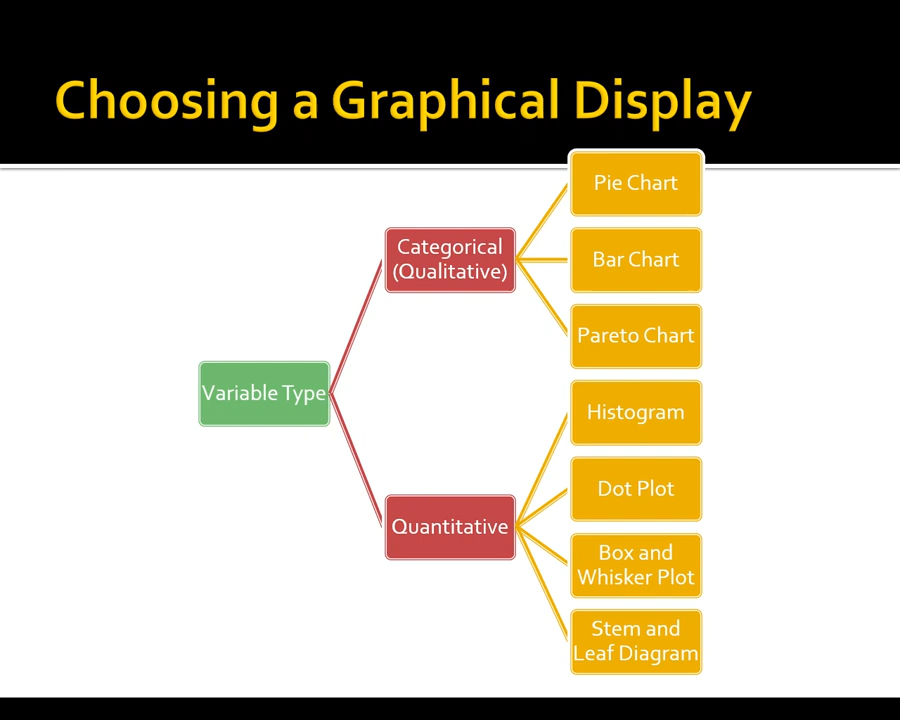 Choosing a Graphical Display
Pie Chart
Categorical
(Qualitative)
Bar Chart
Pareto Chart
Variable Type
Histogram
Dot Plot
Quantitative
Box and
Whisker Plot
Stem and
Leaf Diagram